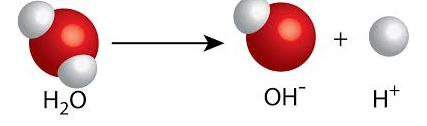 +
H₂O OH⁻ H⁺